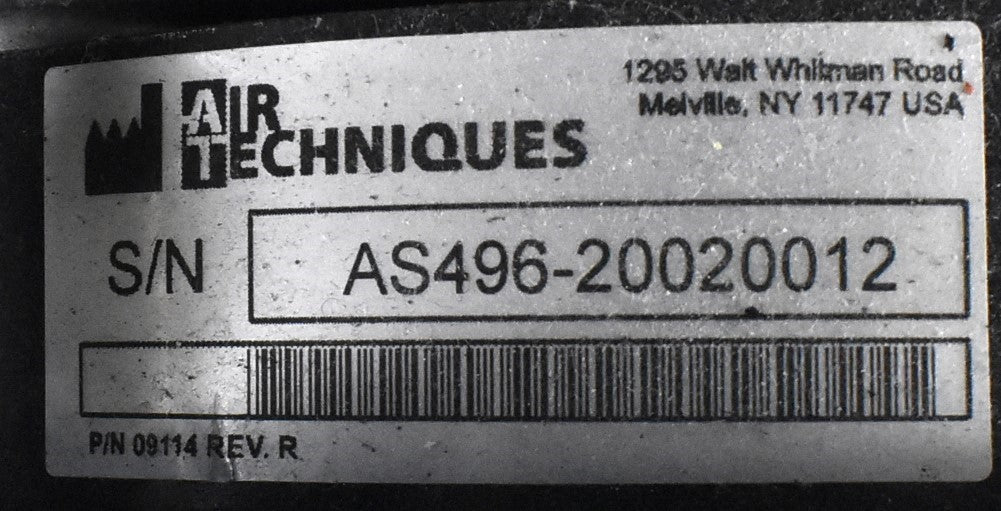 AIR
TECHNIQUES
1295 Walt Whitman Road
Melville, NY 11747 USA
S/N AS496-20020012
P/N 09114 REV. R